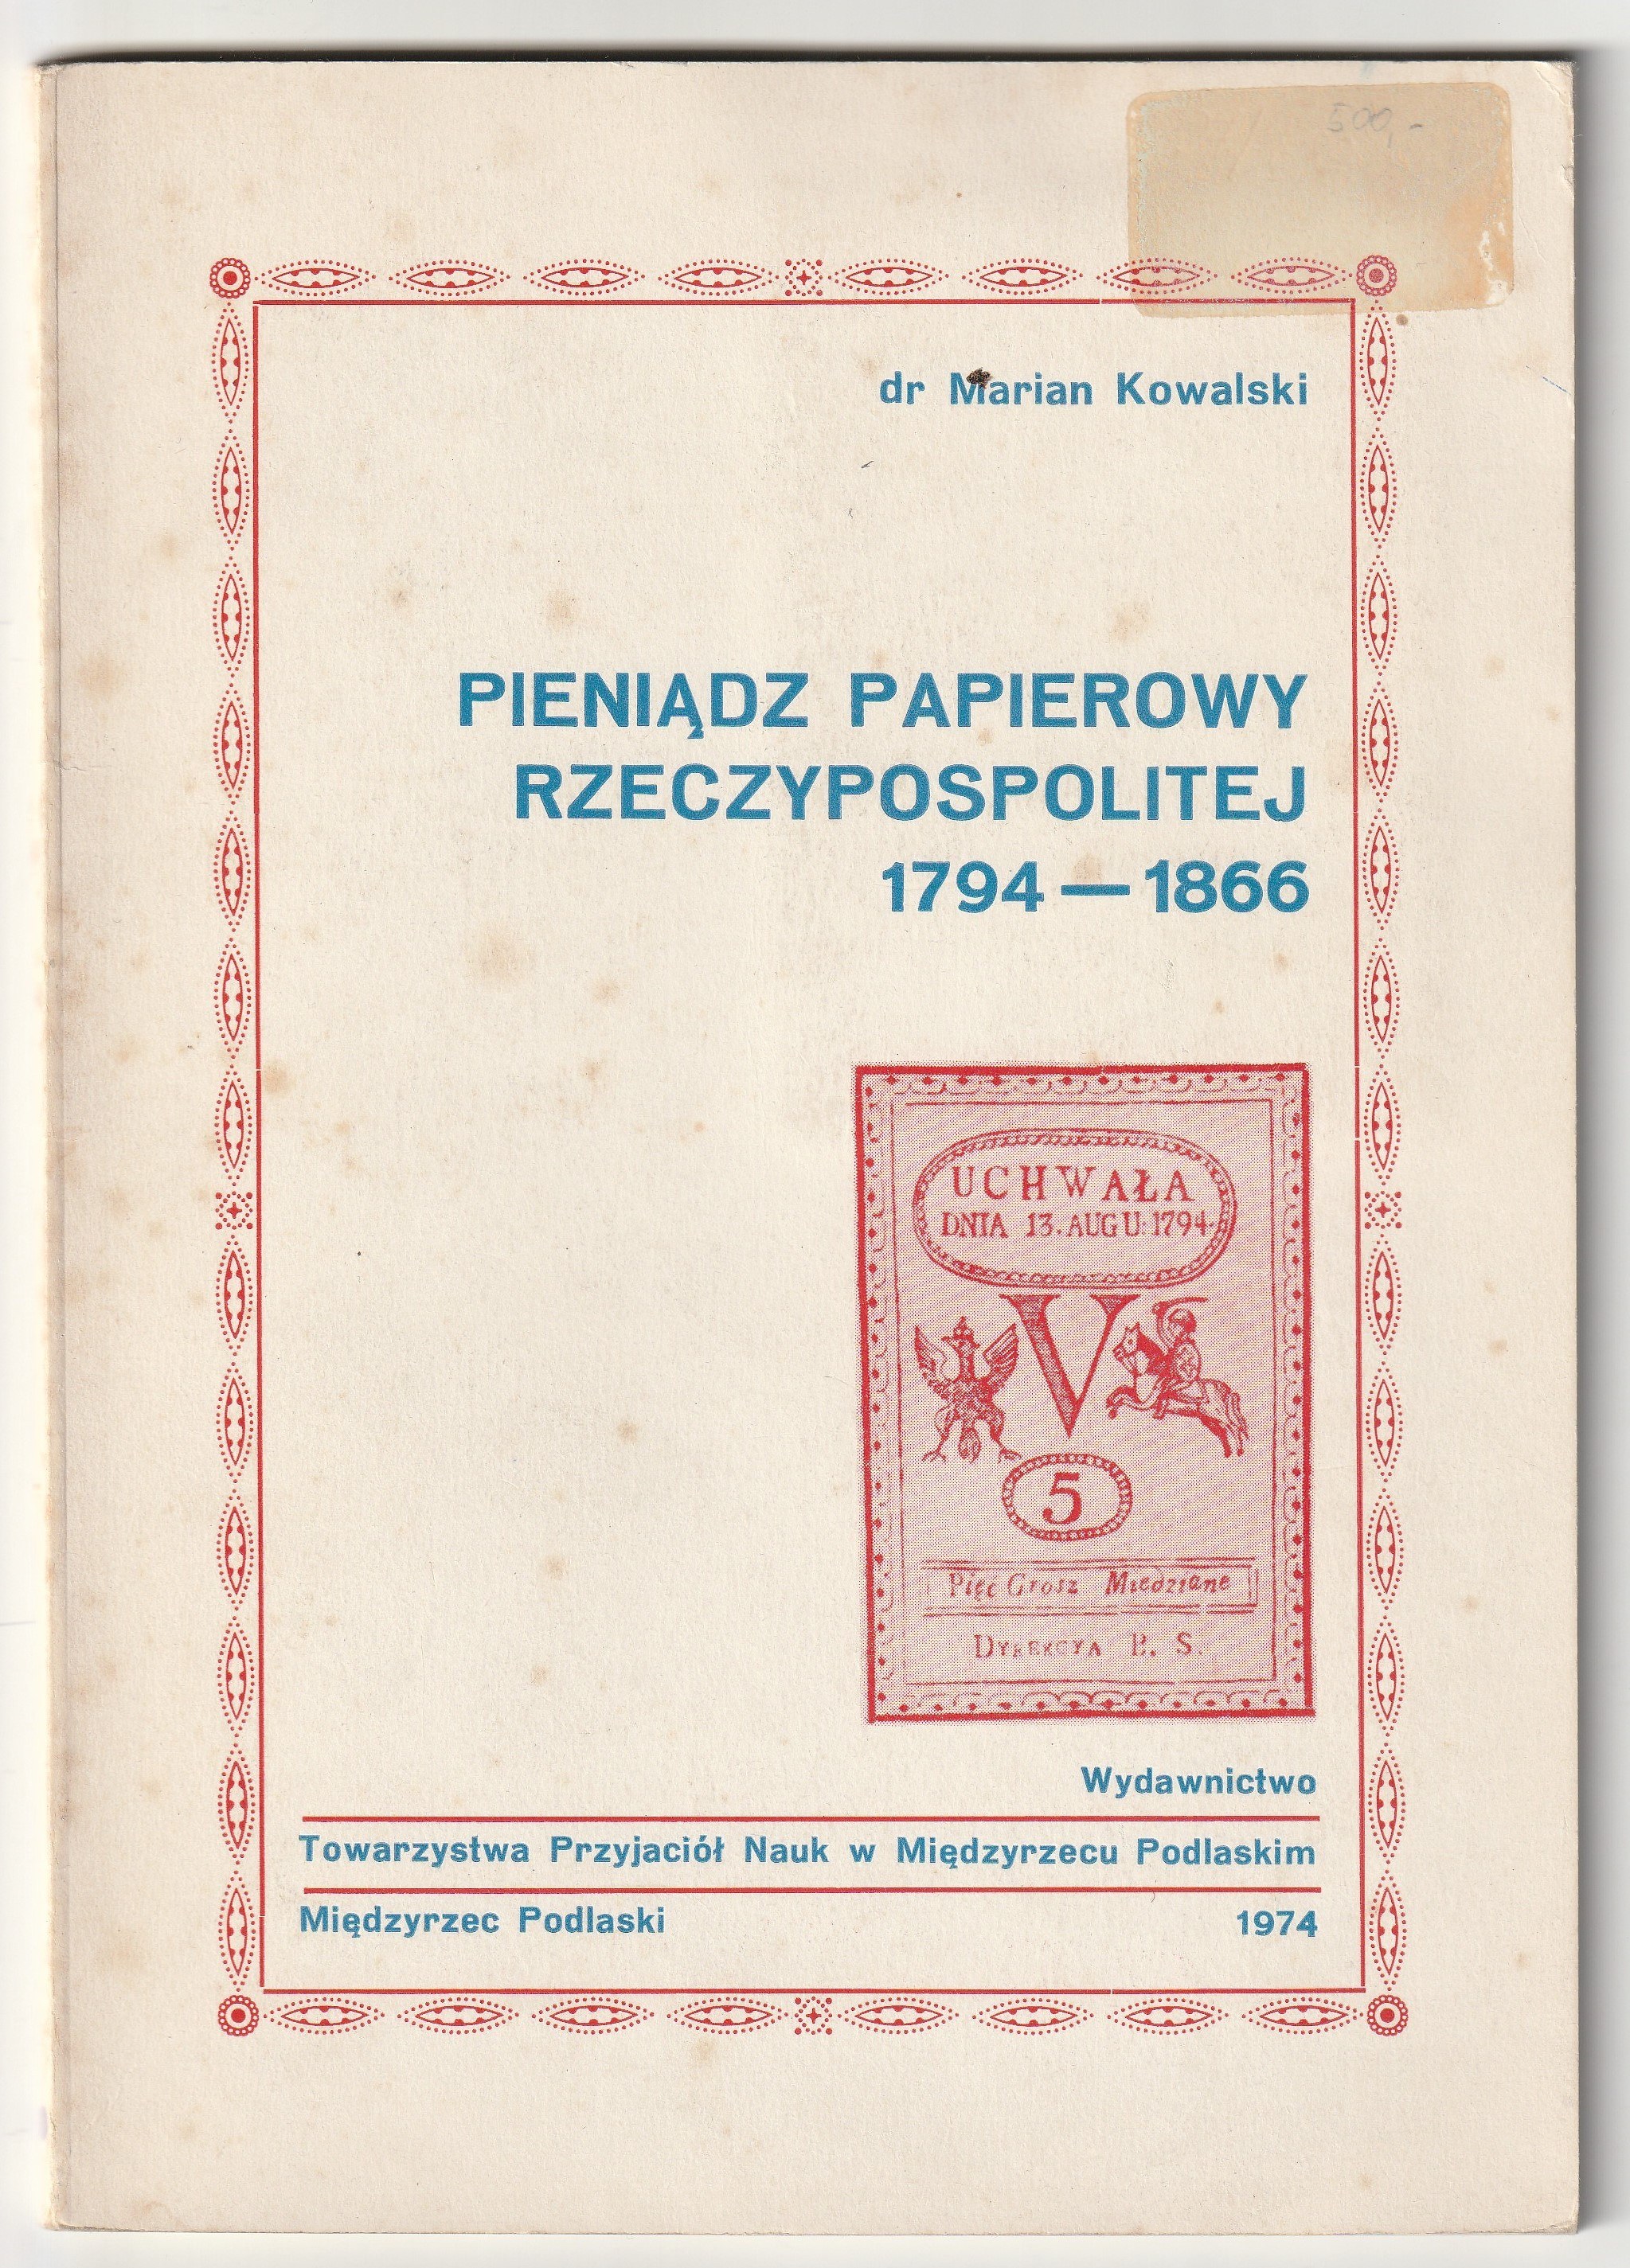 500,-
dr Marian Kowalski
PIENIĄDZ PAPIEROWY
RZECZYPOSPOLITEJ
1794 — 1866
UCHWAŁA
DNIA 13. AUGU: 1794.
V
5
Pięć Grosz Miedziane
DYREKCYA B. S.
Wydawnictwo
Towarzystwa Przyjaciół Nauk w Międzyrzecu Podlaskim
Międzyrzec Podlaski 1974